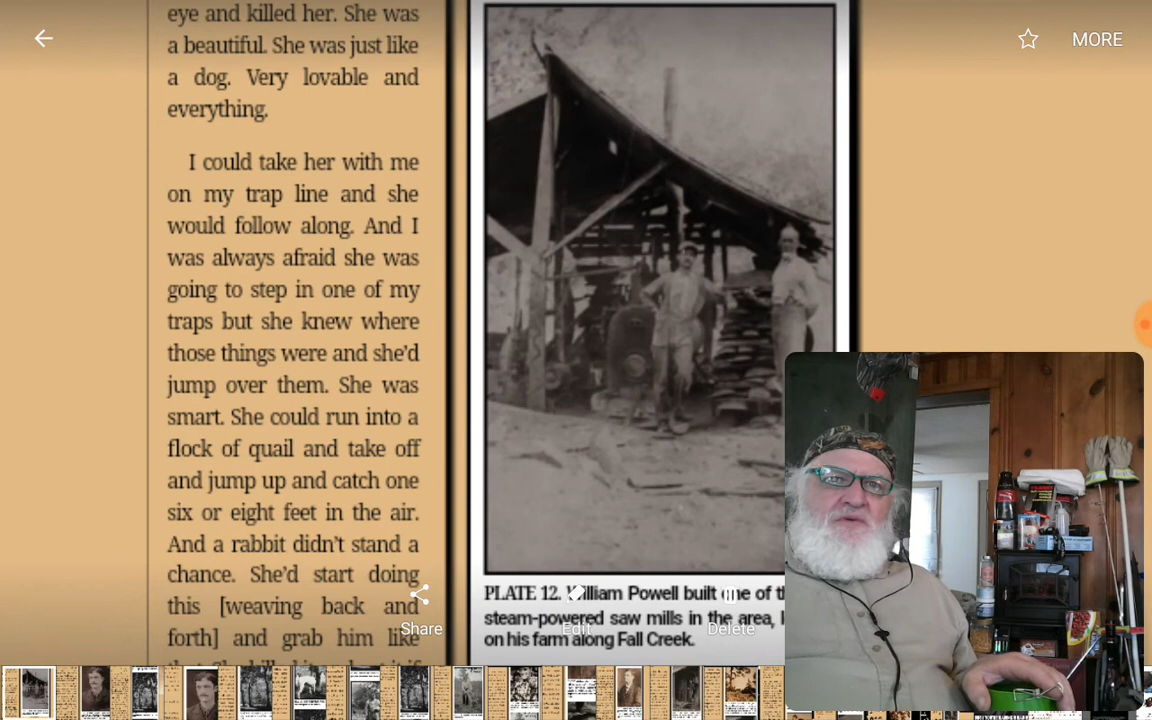 MORE
eye and killed her. She was
a beautiful. She was just like
a dog. Very lovable and
everything.
I could take her with me
on my trap line and she
would follow along. And I
was always afraid she was
going to step in one of my
traps but she knew where
those things were and she'd
jump over them. She was
smart. She could run into a
flock of quail and take off
and jump up and catch one
six or eight feet in the air.
And a rabbit didn't stand a
chance. She'd start doing
this [weaving back and
forth] and grab him like
PLATE 12. William Powell built one of
steam-powered saw mills in the area,
on his farm along Fall Creek.
Share
Edit
Delete